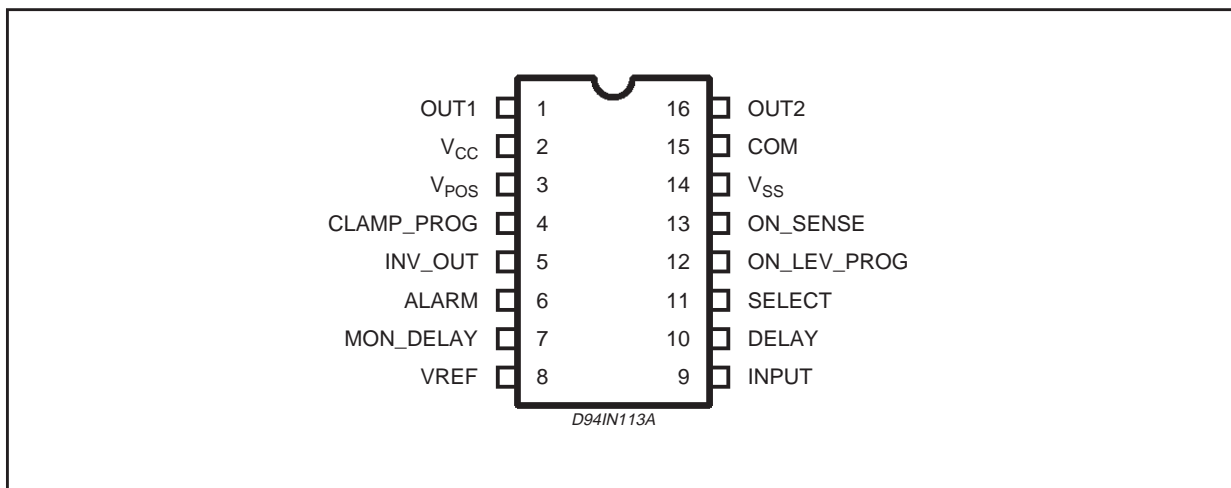 OUT1 1 16 OUT2
VCC 2 15 COM
VPOS 3 14 VSS
CLAMP_PROG 4 13 ON_SENSE
INV_OUT 5 12 ON_LEV_PROG
ALARM 6 11 SELECT
MON_DELAY 7 10 DELAY
VREF 8 9 INPUT
D94IN113A